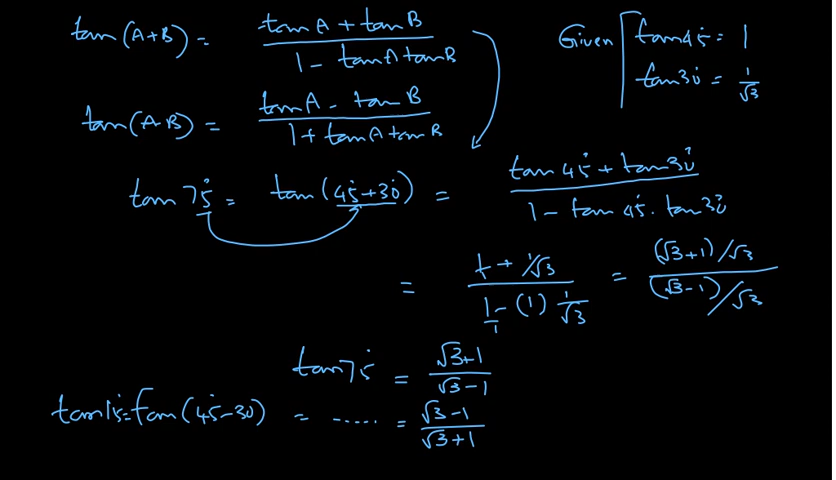 tan(A+B) = (tanA + tanB)/(1 - tanA tanB)
Given tan45° = 1
tan30° = 1/√3
tan(A-B) = (tanA - tanB)/(1 + tanA tanB)
tan75° = tan(45°+30°) = (tan45° + tan30°)/(1 - tan45°. tan30°)
= (1 + 1/√3)/(1/1 - (1) 1/√3) = ((√3+1)/√3)/((√3-1)/√3)
tan75° = (√3+1)/(√3-1)
tan15° = tan(45°-30) = ..... = (√3-1)/(√3+1)